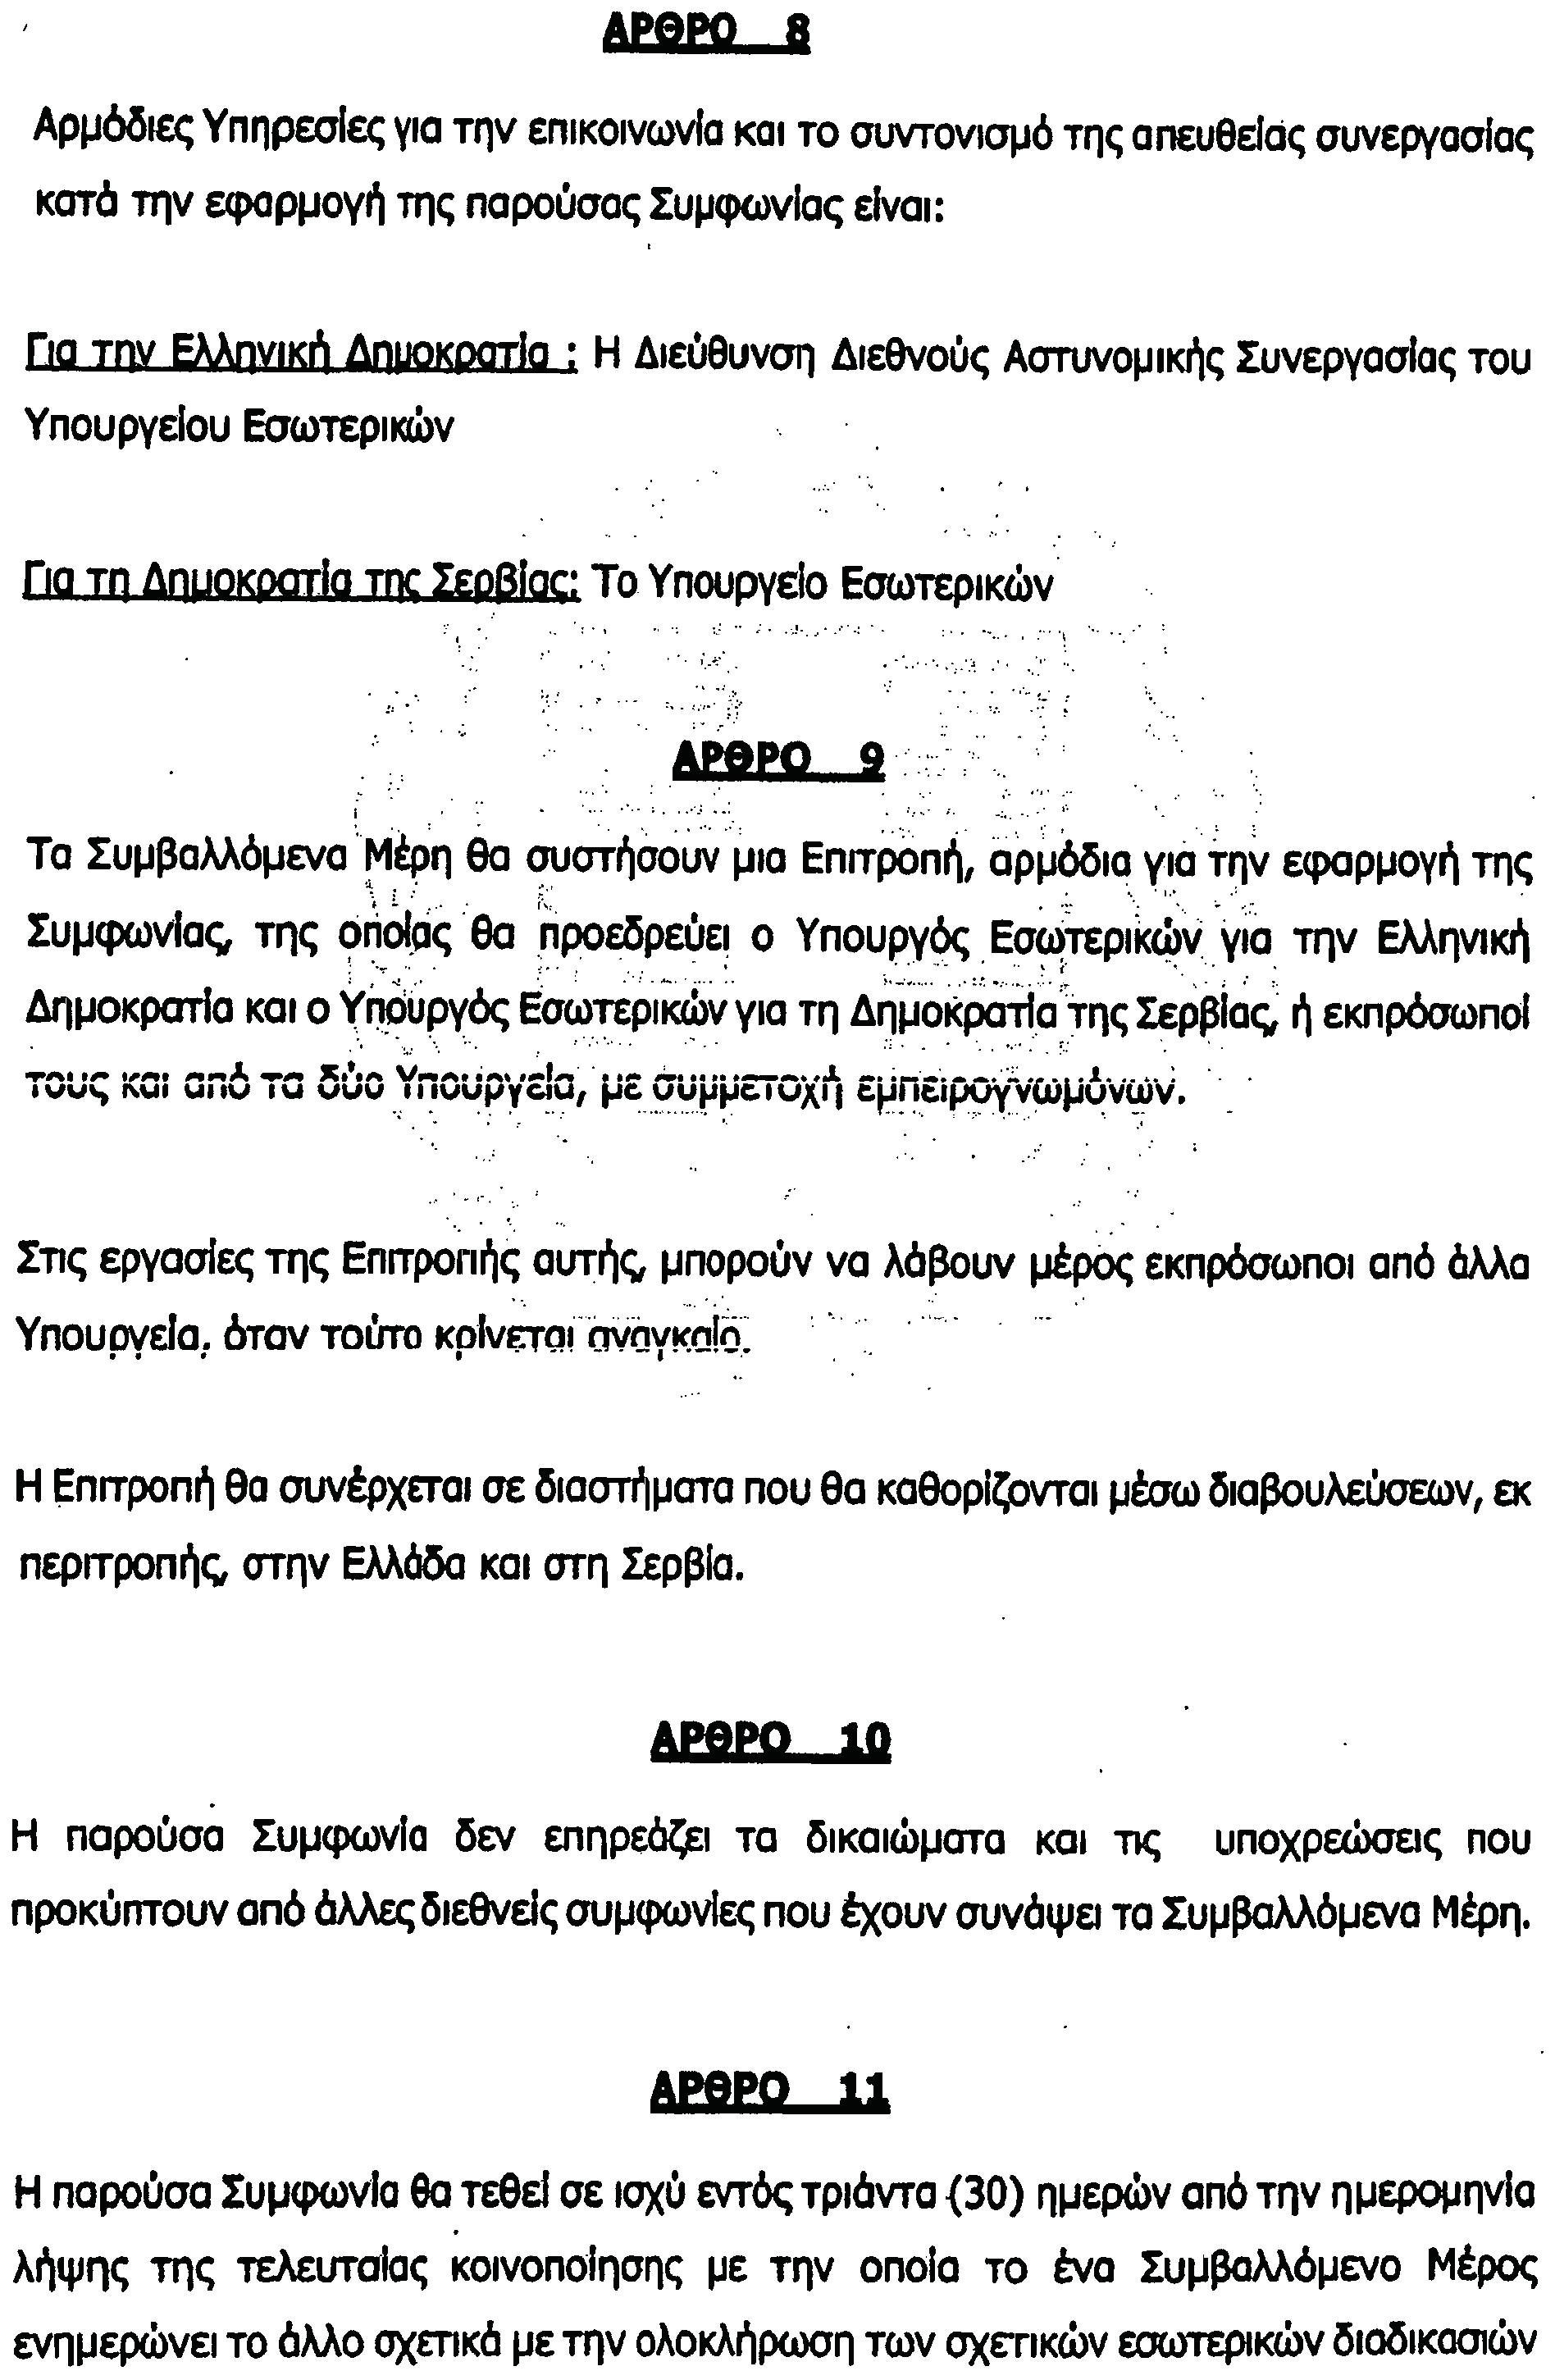 ΑΡΘΡΟ 8
Αρμόδιες Υπηρεσίες για την επικοινωνία και το συντονισμό της απευθείας συνεργασίας
κατά την εφαρμογή της παρούσας Συμφωνίας είναι:
Για την Ελληνική Δημοκρατία : Η Διεύθυνση Διεθνούς Αστυνομικής Συνεργασίας του
Υπουργείου Εσωτερικών
Για τη Δημοκρατία της Σερβίας: Το Υπουργείο Εσωτερικών
ΑΡΘΡΟ 9
Τα Συμβαλλόμενα Μέρη θα συστήσουν μια Επιτροπή, αρμόδια για την εφαρμογή της
Συμφωνίας, της οποίας θα προεδρεύει ο Υπουργός Εσωτερικών για την Ελληνική
Δημοκρατία και ο Υπουργός Εσωτερικών για τη Δημοκρατία της Σερβίας, ή εκπρόσωποί
τους και από τα δύο Υπουργεία, με συμμετοχή εμπειρογνωμόνων.
Στις εργασίες της Επιτροπής αυτής, μπορούν να λάβουν μέρος εκπρόσωποι από άλλα
Υπουργεία, όταν τούτο κρίνεται αναγκαίο.
Η Επιτροπή θα συνέρχεται σε διαστήματα που θα καθορίζονται μέσω διαβουλεύσεων, εκ
περιτροπής, στην Ελλάδα και στη Σερβία.
ΑΡΘΡΟ 10
Η παρούσα Συμφωνία δεν επηρεάζει τα δικαιώματα και τις υποχρεώσεις που
προκύπτουν από άλλες διεθνείς συμφωνίες που έχουν συνάψει τα Συμβαλλόμενα Μέρη.
ΑΡΘΡΟ 11
Η παρούσα Συμφωνία θα τεθεί σε ισχύ εντός τριάντα (30) ημερών από την ημερομηνία
λήψης της τελευταίας κοινοποίησης με την οποία το ένα Συμβαλλόμενο Μέρος
ενημερώνει το άλλο σχετικά με την ολοκλήρωση των σχετικών εσωτερικών διαδικασιών